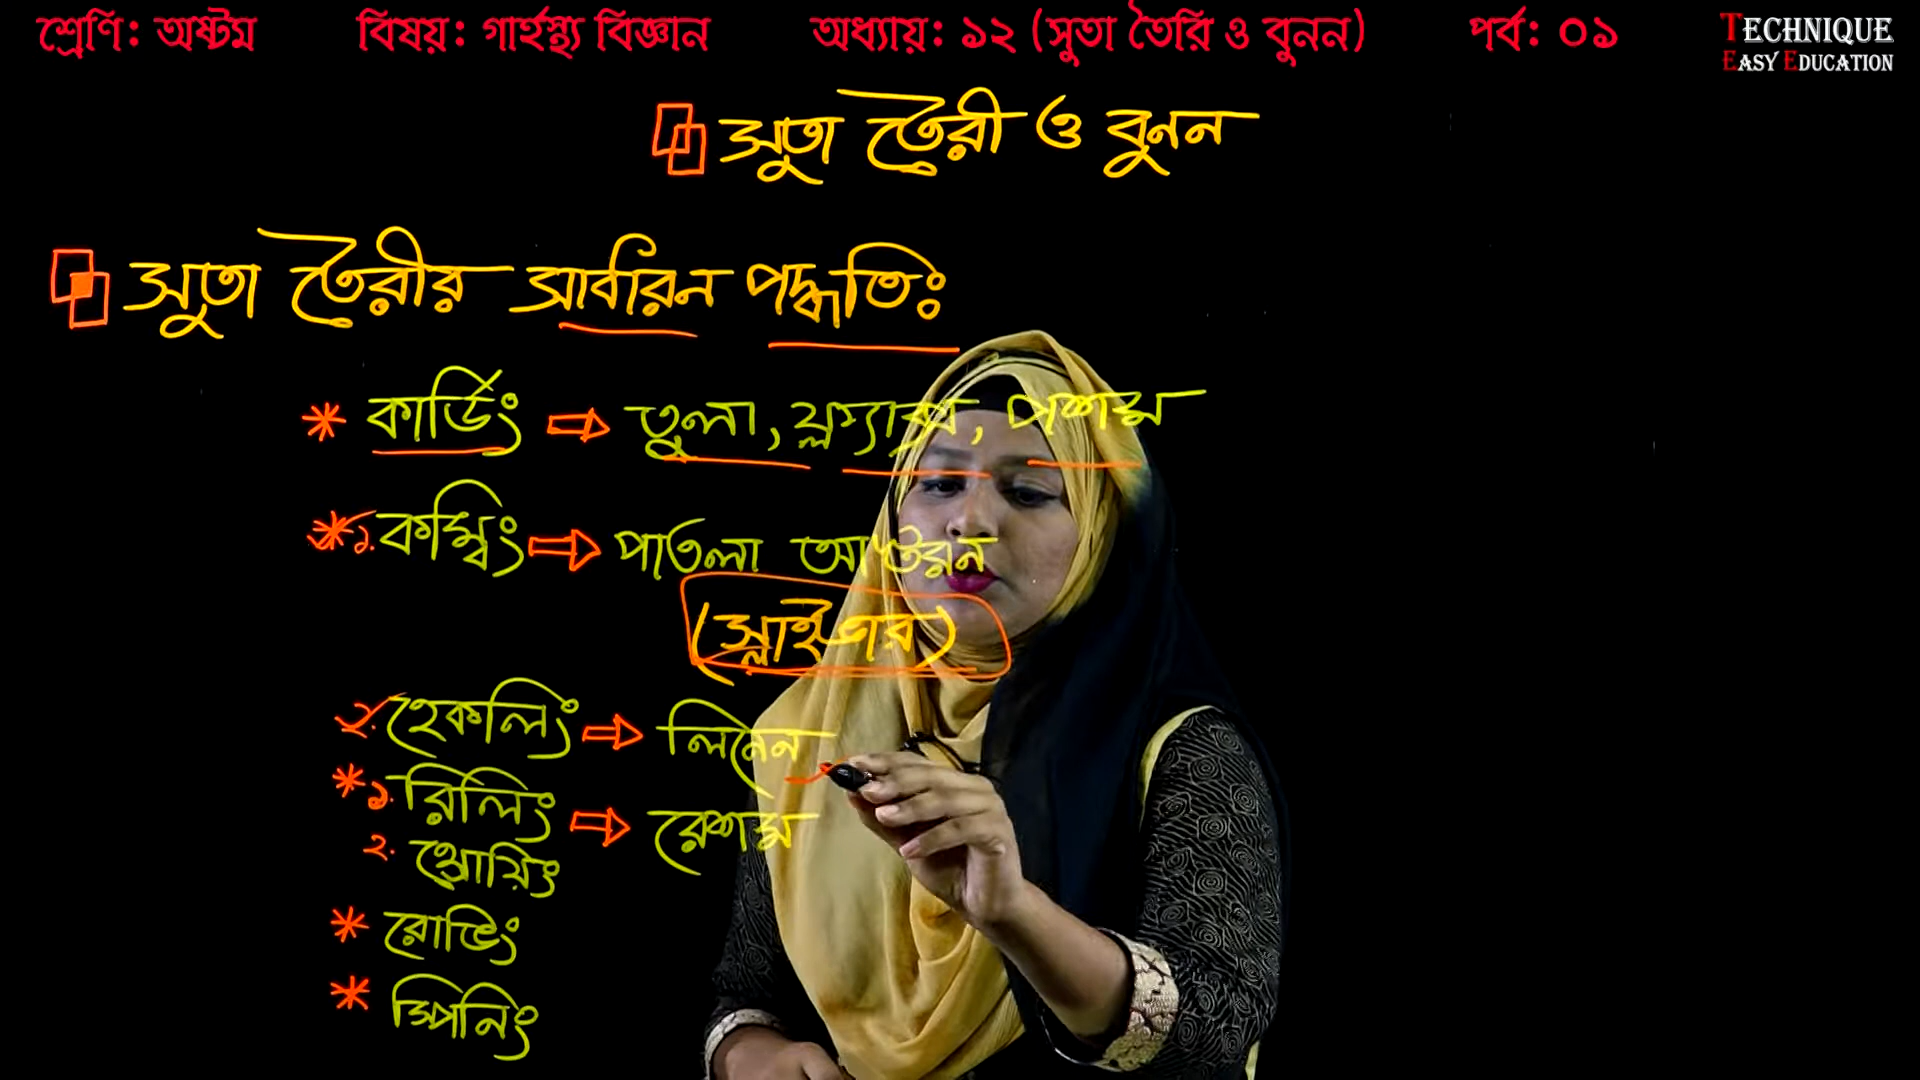 শ্রেণি: অষ্টম বিষয়: গার্হস্থ্য বিজ্ঞান অধ্যায়: ১২ (সুতা তৈরি ও বুনন) পর্ব: ০১ TECHNIQUE
EASY EDUCATION
সুতা তৈরী ও বুনন
সুতা তৈরীর সাধারন পদ্ধতিঃ
* কার্ডিং ⇨ তুলা, ফ্ল্যাক্স, পশম
* ১. কম্বিং ⇨ পাতলা আস্তরন
(স্লাইভার)
২. হেকলিং ⇨ লিনেন
* ১. রিলিং ⇨ রেশম
২. থ্রোয়িং
* রোভিং
* স্পিনিং